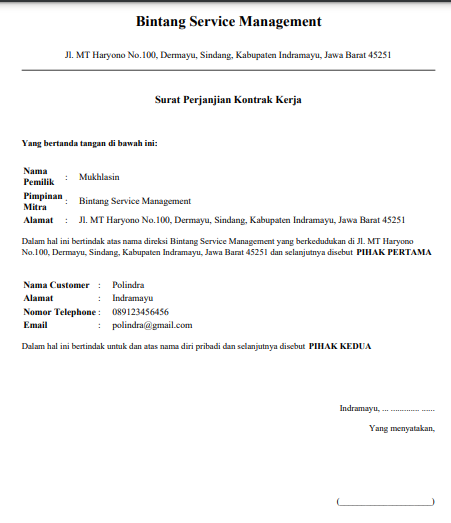 Bintang Service Management
Jl. MT Haryono No.100, Dermayu, Sindang, Kabupaten Indramayu, Jawa Barat 45251
Surat Perjanjian Kontrak Kerja
Yang bertanda tangan di bawah ini:
Nama Pemilik : Mukhlasin
Pimpinan Mitra : Bintang Service Management
Alamat : Jl. MT Haryono No.100, Dermayu, Sindang, Kabupaten Indramayu, Jawa Barat 45251
Dalam hal ini bertindak atas nama direksi Bintang Service Management yang berkedudukan di Jl. MT Haryono
No.100, Dermayu, Sindang, Kabupaten Indramayu, Jawa Barat 45251 dan selanjutnya disebut PIHAK PERTAMA
Nama Customer : Polindra
Alamat : Indramayu
Nomor Telephone : 089123456456
Email : polindra@gmail.com
Dalam hal ini bertindak untuk dan atas nama diri pribadi dan selanjutnya disebut PIHAK KEDUA
Indramayu, ... ............. ......
Yang menyatakan,
(____________________)